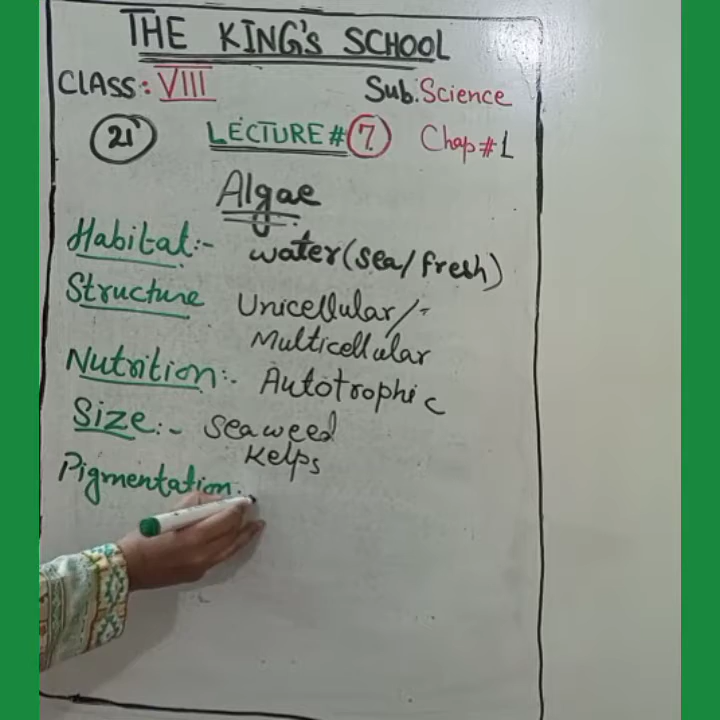 THE KING'S SCHOOL
CLASS: VIII Sub: Science
21 LECTURE # 7 Chap # 1
Algae
Habitat:- water (sea/fresh)
Structure Unicellular/-
Multicellular
Nutrition:- Autotrophic
Size:- Seaweed
Kelps
Pigmentation: